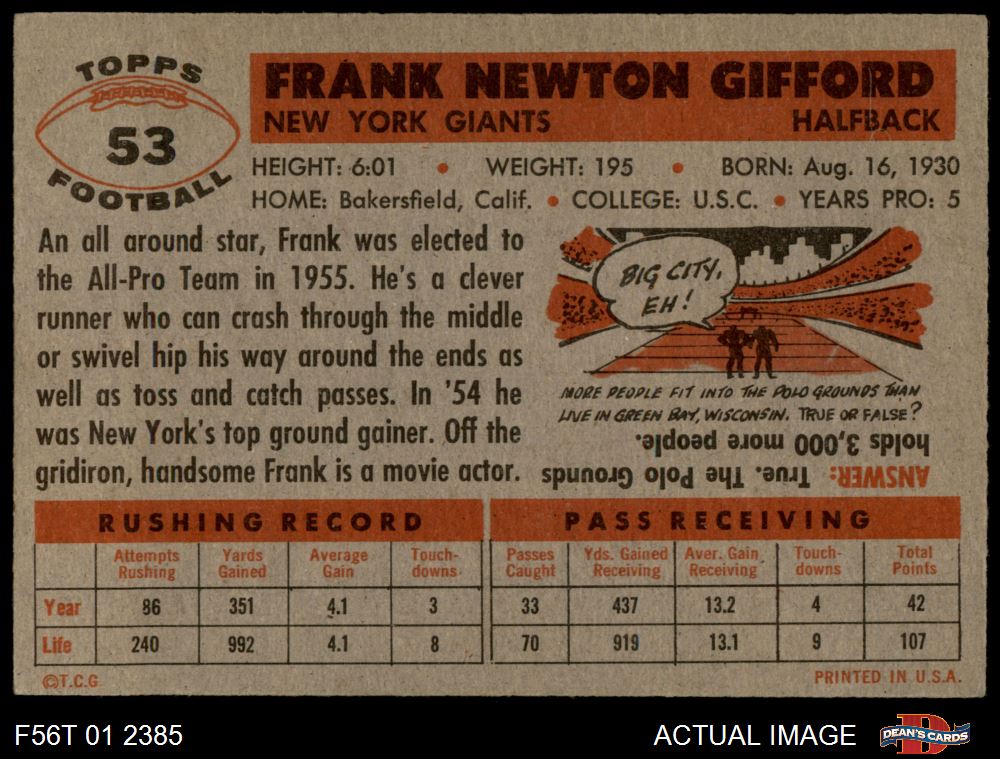 TOPPS
53
FOOTBALL
FRANK NEWTON GIFFORD
NEW YORK GIANTS HALFBACK
HEIGHT: 6:01 • WEIGHT: 195 • BORN: Aug. 16, 1930
HOME: Bakersfield, Calif. • COLLEGE: U.S.C. • YEARS PRO: 5
An all around star, Frank was elected to
the All-Pro Team in 1955. He's a clever
runner who can crash through the middle
or swivel hip his way around the ends as
well as toss and catch passes. In '54 he
was New York's top ground gainer. Off the
gridiron, handsome Frank is a movie actor.
BIG CITY,
EH!
MORE PEOPLE FIT INTO THE POLO GROUNDS THAN
LIVE IN GREEN BAY, WISCONSIN. TRUE OR FALSE?
ANSWER: True. The Polo Grounds
holds 3,000 more people.
RUSHING RECORD
Attempts Rushing Yards Gained Average Gain Touch-downs
Year 86 351 4.1 3
Life 240 992 4.1 8
PASS RECEIVING
Passes Caught Yds. Gained Receiving Aver. Gain Receiving Touch-downs Total Points
33 437 13.2 4 42
70 919 13.1 9 107
©T.C.G. PRINTED IN U.S.A.
F56T 01 2385 ACTUAL IMAGE DEAN'S CARDS